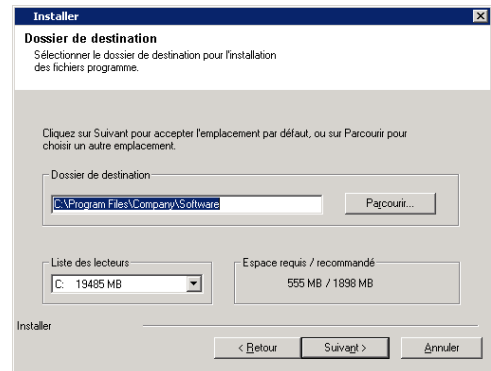 Installer
Dossier de destination
Sélectionner le dossier de destination pour l'installation
des fichiers programme.
Cliquez sur Suivant pour accepter l'emplacement par défaut, ou sur Parcourir pour
choisir un autre emplacement.
Dossier de destination
C:\Program Files\Company\Software
Parcourir...
Liste des lecteurs
C: 19485 MB
Espace requis / recommandé
555 MB / 1898 MB
Installer
< Retour
Suivant >
Annuler